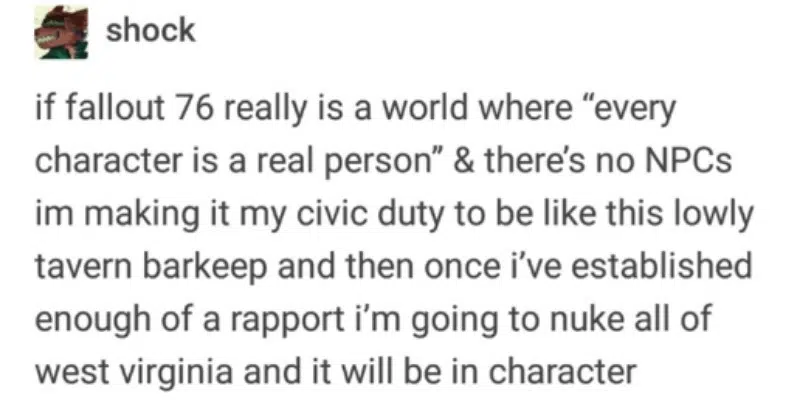 shock
if fallout 76 really is a world where “every
character is a real person” & there’s no NPCs
im making it my civic duty to be like this lowly
tavern barkeep and then once i’ve established
enough of a rapport i’m going to nuke all of
west virginia and it will be in character